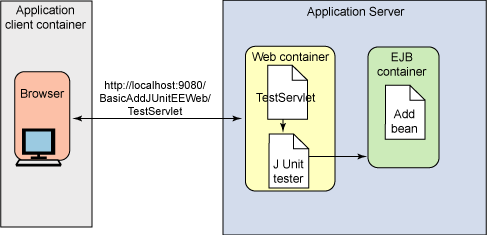 Application
client container
Browser
http://localhost:9080/
BasicAddJUnitEEWeb/
TestServlet
Application Server
Web container
TestServlet
J Unit
tester
EJB
container
Add
bean